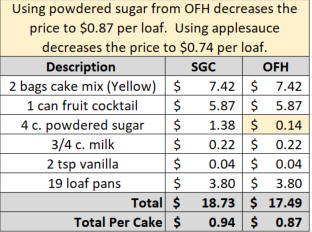 Using powdered sugar from OFH decreases the
price to $0.87 per loaf. Using applesauce
decreases the price to $0.74 per loaf.
Description SGC OFH
2 bags cake mix (Yellow) $ 7.42 $ 7.42
1 can fruit cocktail $ 5.87 $ 5.87
4 c. powdered sugar $ 1.38 $ 0.14
3/4 c. milk $ 0.22 $ 0.22
2 tsp vanilla $ 0.04 $ 0.04
19 loaf pans $ 3.80 $ 3.80
Total $ 18.73 $ 17.49
Total Per Cake $ 0.94 $ 0.87